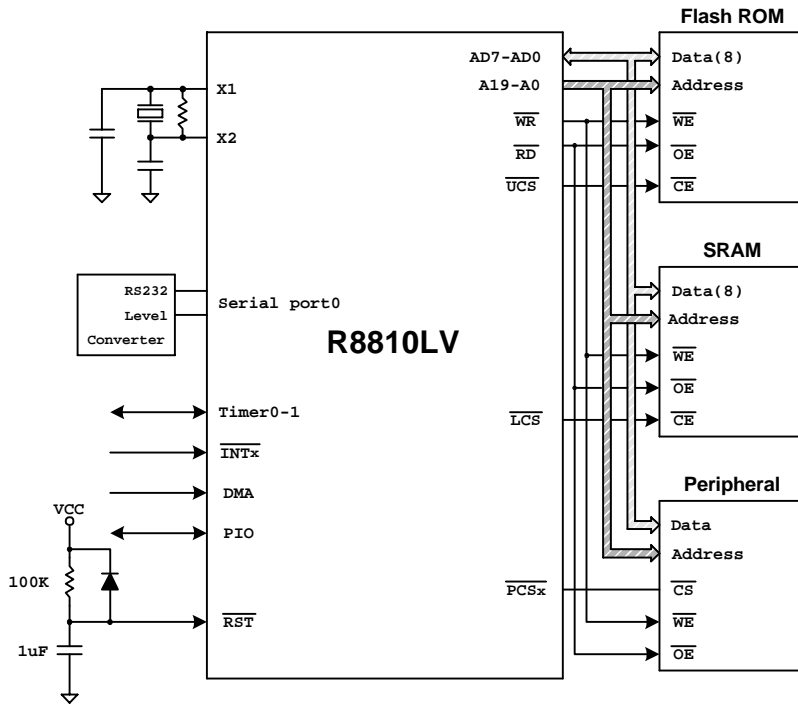 Flash ROM
AD7-AD0
A19-A0
WR
RD
UCS
Data(8)
Address
WE
OE
CE
X1
X2
SRAM
Data(8)
Address
WE
OE
CE
RS232
Level
Converter
Serial port0
R8810LV
Timer0-1
INTx
DMA
PIO
RST
LCS
PCSx
Peripheral
Data
Address
CS
WE
OE
VCC
100K
1uF